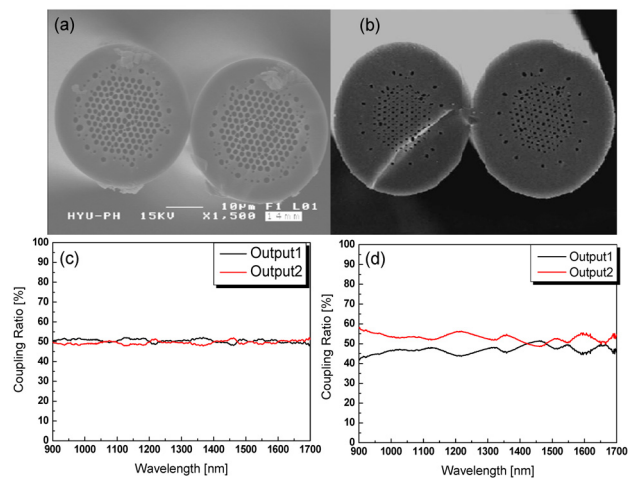 (a)
(b)
10μm F1 L01
HYU-PH 15KV X1,500 14mm
(c)
Output1
Output2
Coupling Ratio [%]
100
90
80
70
60
50
40
30
20
10
0
900 1000 1100 1200 1300 1400 1500 1600 1700
Wavelength [nm]
(d)
Output1
Output2
Coupling Ratio [%]
100
90
80
70
60
50
40
30
20
10
0
900 1000 1100 1200 1300 1400 1500 1600 1700
Wavelength [nm]